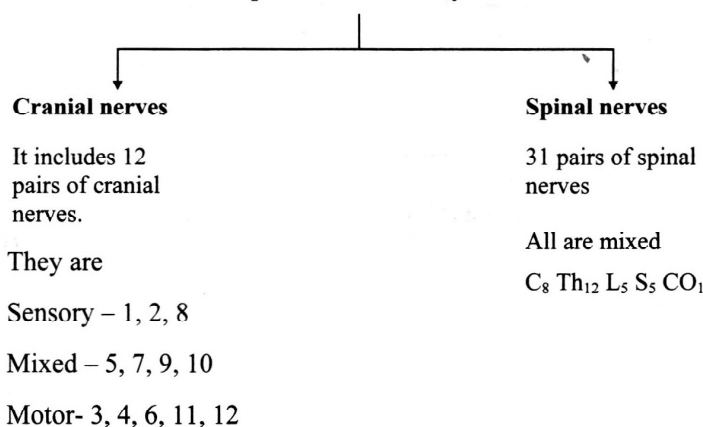 Cranial nerves
It includes 12
pairs of cranial
nerves.
They are
Sensory – 1, 2, 8
Mixed – 5, 7, 9, 10
Motor- 3, 4, 6, 11, 12
Spinal nerves
31 pairs of spinal
nerves
All are mixed
C₈ Th₁₂ L₅ S₅ CO₁